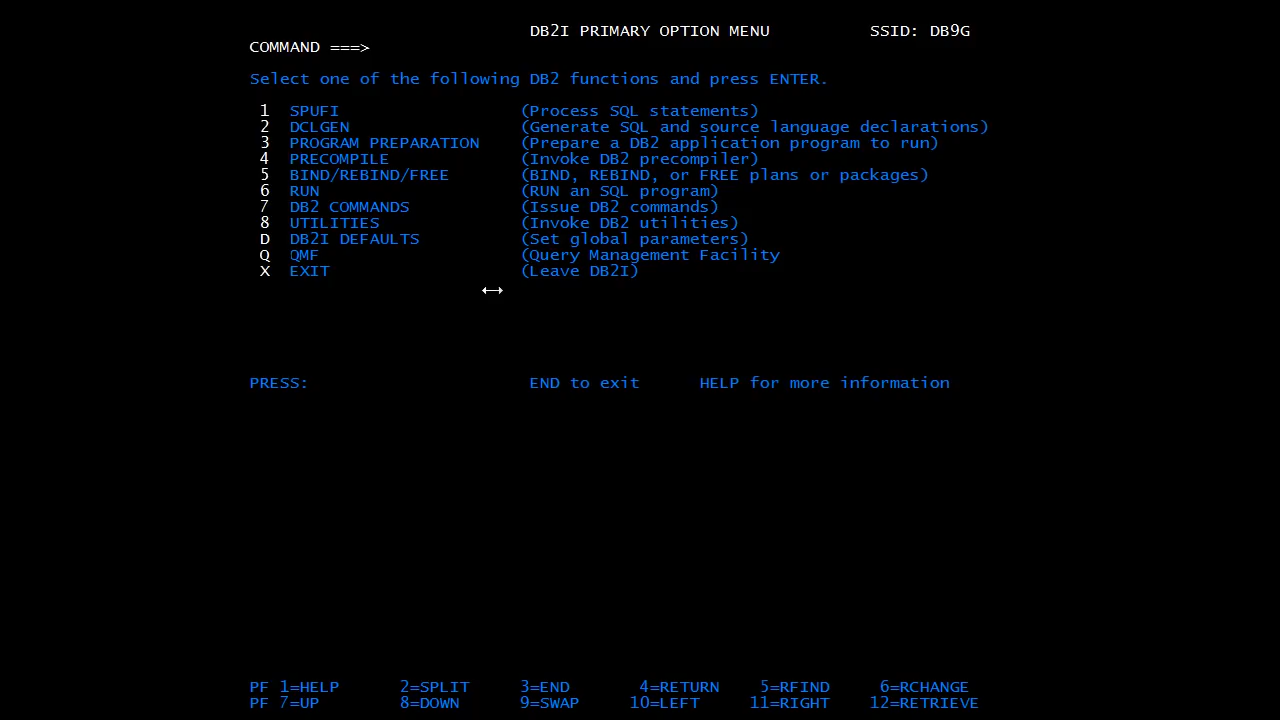 DB2I PRIMARY OPTION MENU SSID: DB9G
COMMAND ===>
Select one of the following DB2 functions and press ENTER.
1 SPUFI (Process SQL statements)
2 DCLGEN (Generate SQL and source language declarations)
3 PROGRAM PREPARATION (Prepare a DB2 application program to run)
4 PRECOMPILE (Invoke DB2 precompiler)
5 BIND/REBIND/FREE (BIND, REBIND, or FREE plans or packages)
6 RUN (RUN an SQL program)
7 DB2 COMMANDS (Issue DB2 commands)
8 UTILITIES (Invoke DB2 utilities)
D DB2I DEFAULTS (Set global parameters)
Q QMF (Query Management Facility
X EXIT (Leave DB2I)
PRESS: END to exit HELP for more information
PF 1=HELP 2=SPLIT 3=END 4=RETURN 5=RFIND 6=RCHANGE
PF 7=UP 8=DOWN 9=SWAP 10=LEFT 11=RIGHT 12=RETRIEVE